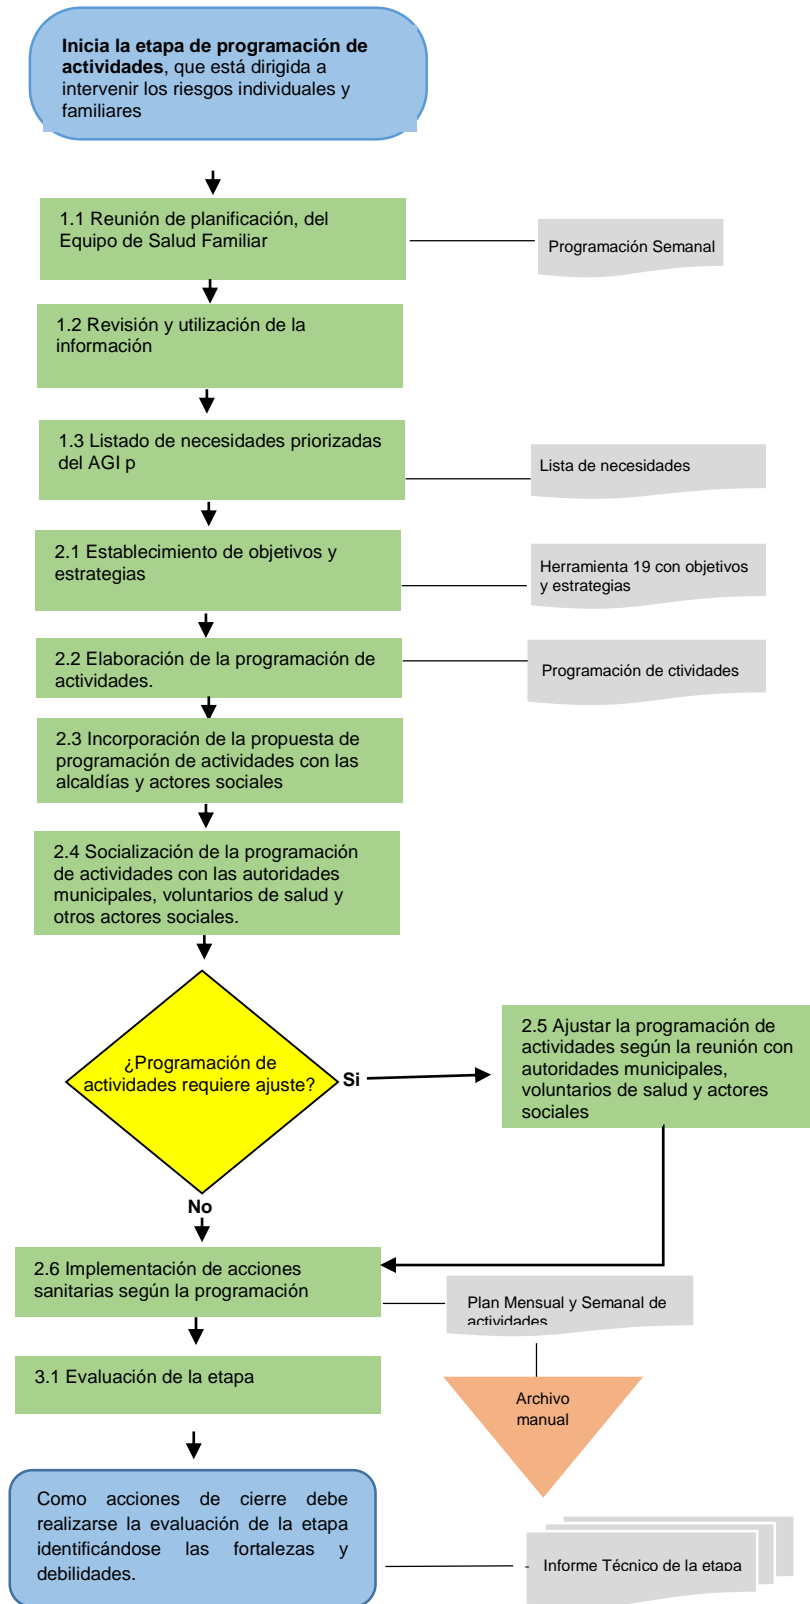 Inicia la etapa de programación de
actividades, que está dirigida a
intervenir los riesgos individuales y
familiares
1.1 Reunión de planificación, del
Equipo de Salud Familiar
Programación Semanal
1.2 Revisión y utilización de la
información
1.3 Listado de necesidades priorizadas
del AGI p
Lista de necesidades
2.1 Establecimiento de objetivos y
estrategias
Herramienta 19 con objetivos
y estrategias
2.2 Elaboración de la programación de
actividades.
Programación de ctividades
2.3 Incorporación de la propuesta de
programación de actividades con las
alcaldías y actores sociales
2.4 Socialización de la programación
de actividades con las autoridades
municipales, voluntarios de salud y
otros actores sociales.
¿Programación de
actividades requiere ajuste?
Si
2.5 Ajustar la programación de
actividades según la reunión con
autoridades municipales,
voluntarios de salud y actores
sociales
No
2.6 Implementación de acciones
sanitarias según la programación
Plan Mensual y Semanal de
actividades
3.1 Evaluación de la etapa
Archivo
manual
Como acciones de cierre debe
realizarse la evaluación de la etapa
identificándose las fortalezas y
debilidades.
Informe Técnico de la etapa